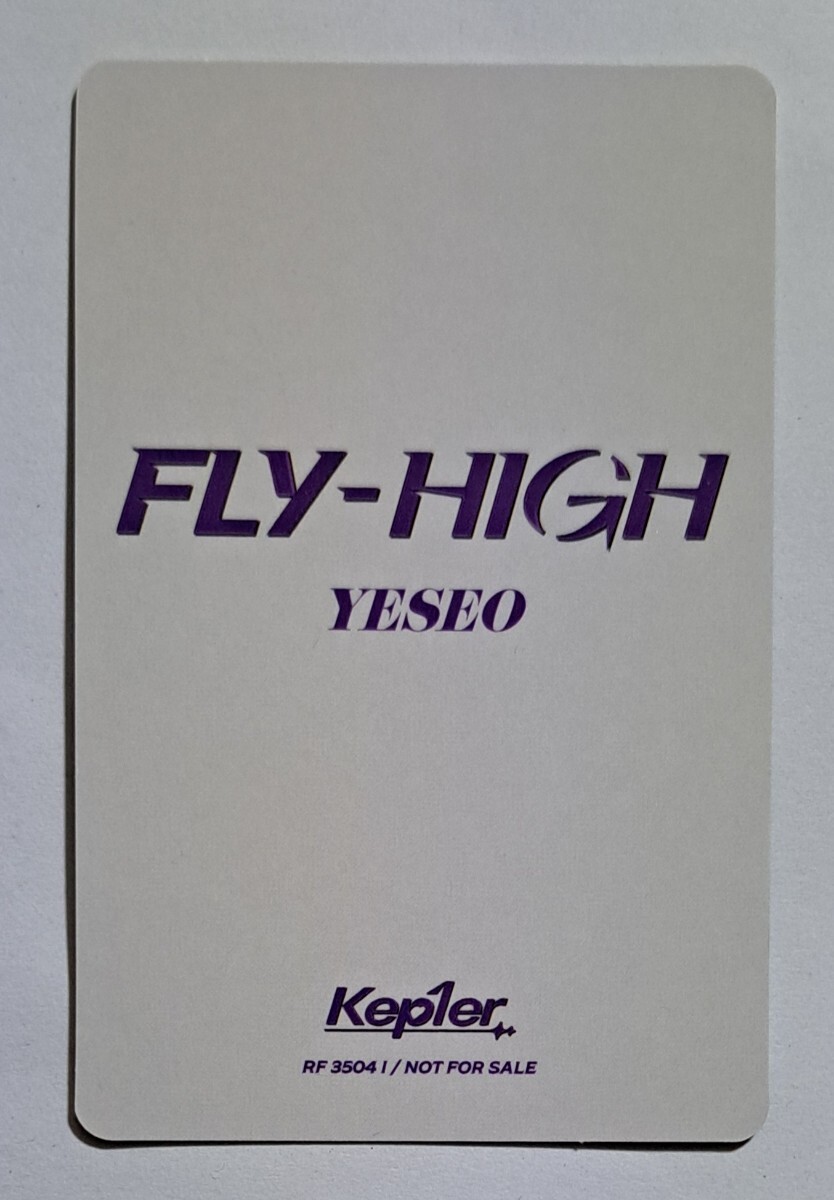 FLY-HIGH
YESEO
Kep1er
RF 3504 I / NOT FOR SALE